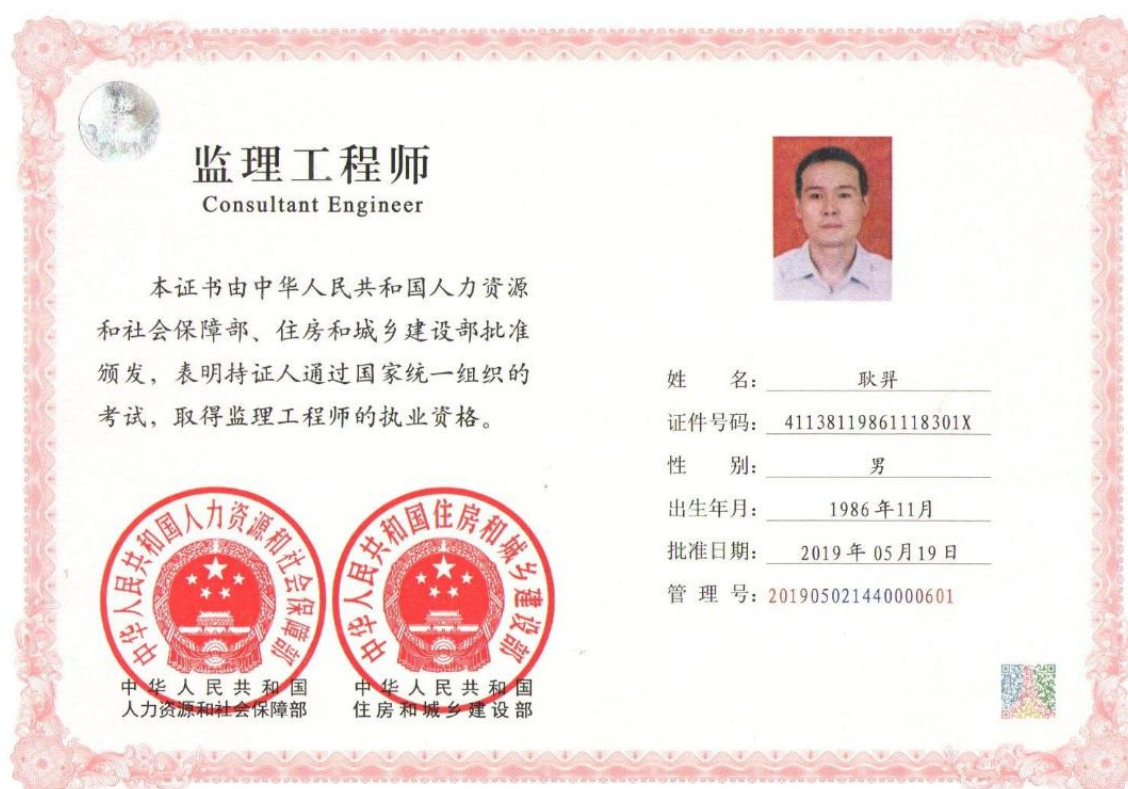 监理工程师
Consultant Engineer
本证书由中华人民共和国人力资源
和社会保障部、住房和城乡建设部批准
颁发，表明持证人通过国家统一组织的
考试，取得监理工程师的执业资格。
中华人民共和国人力资源和社会保障部
中华人民共和国住房和城乡建设部
中华人民共和国
人力资源和社会保障部
中华人民共和国
住房和城乡建设部
姓 名： 耿羿
证件号码： 41138119861118301X
性 别： 男
出生年月： 1986年11月
批准日期： 2019年05月19日
管 理 号： 201905021440000601